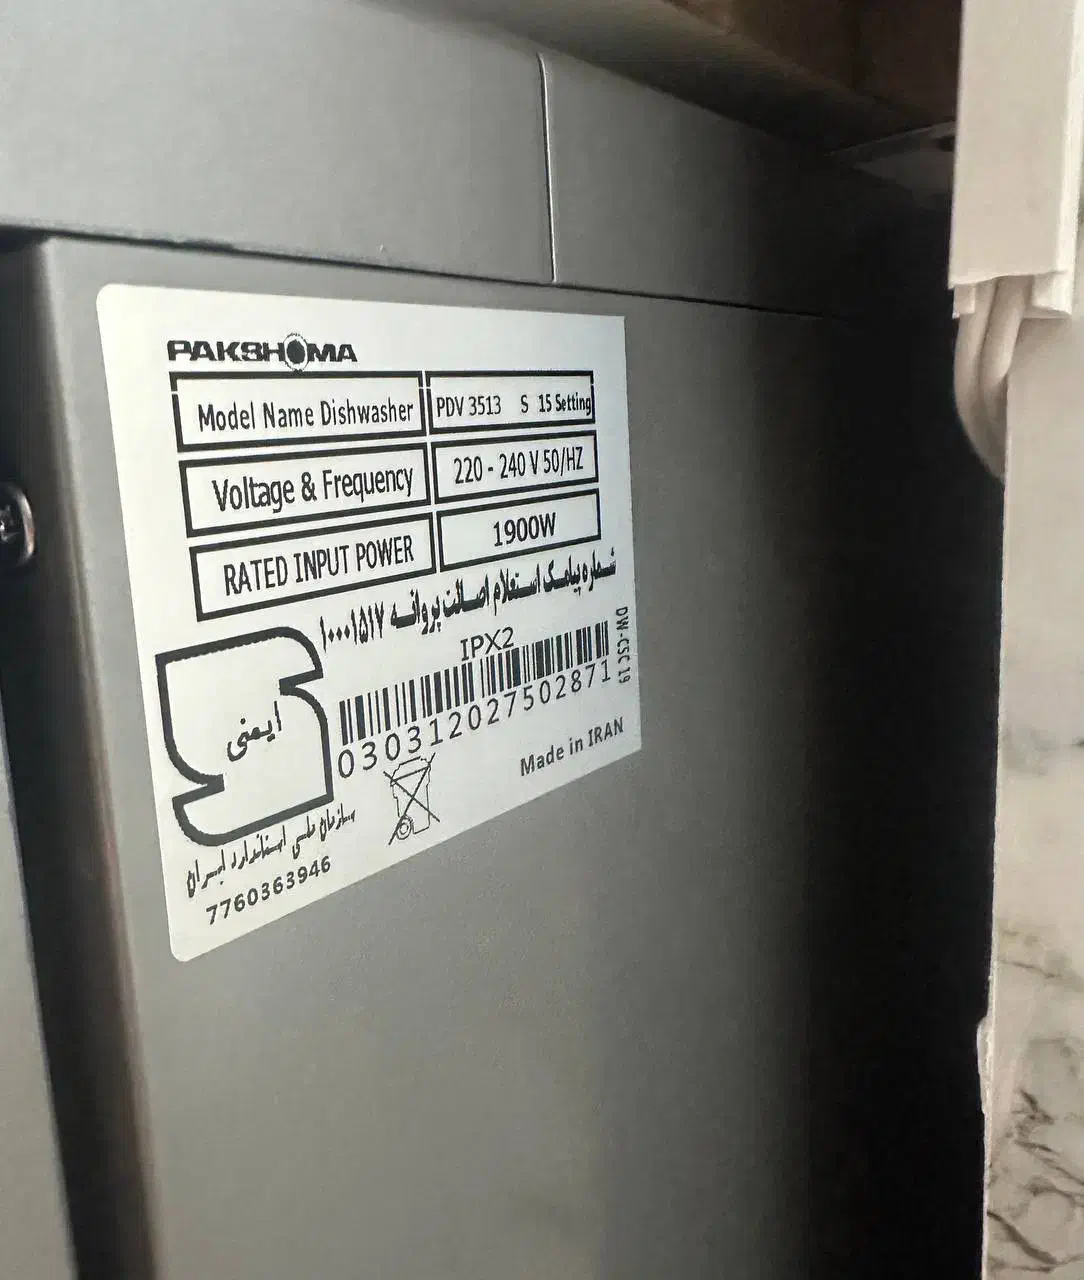 PAKSHOMA
Model Name Dishwasher PDV 3513 S 15 Setting
Voltage & Frequency 220 - 240 V 50/HZ
RATED INPUT POWER 1900W
شماره پیامک استعلام اصالت پروانه ۱۰۰۰۱۵۱۷
IPX2
DW-CSC19
030312027502871
ایمنی
Made in IRAN
سازمان ملی استاندارد ایران
7760363946